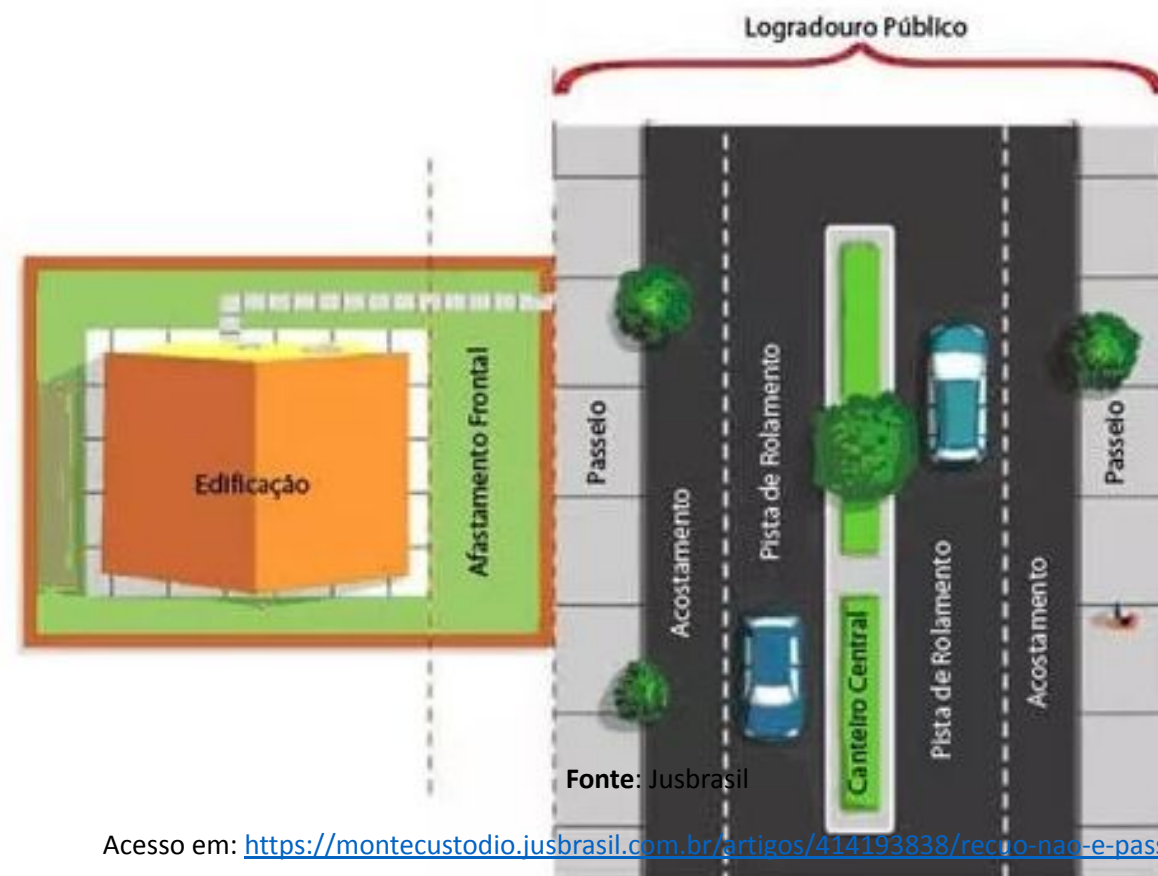 Logradouro Público
Edificação
Afastamento Frontal
Passeio
Acostamento
Pista de Rolamento
Canteiro Central
Pista de Rolamento
Acostamento
Passeio
Fonte: Jusbrasil
Acesso em: https://montecustodio.jusbrasil.com.br/artigos/414193838/recuo-nao-e-pass